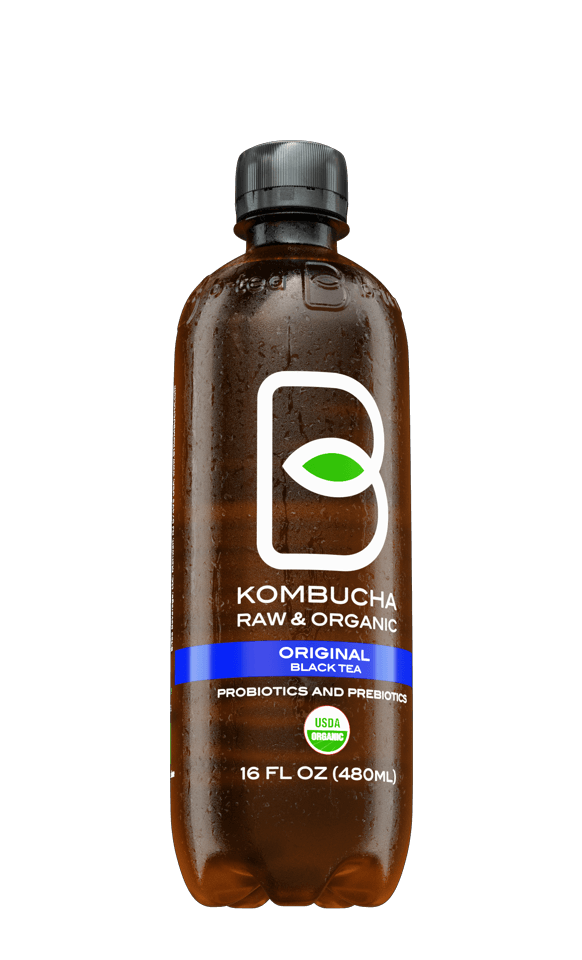 B
KOMBUCHA
RAW & ORGANIC
ORIGINAL
BLACK TEA
PROBIOTICS AND PREBIOTICS
USDA
ORGANIC
16 FL OZ (480ML)